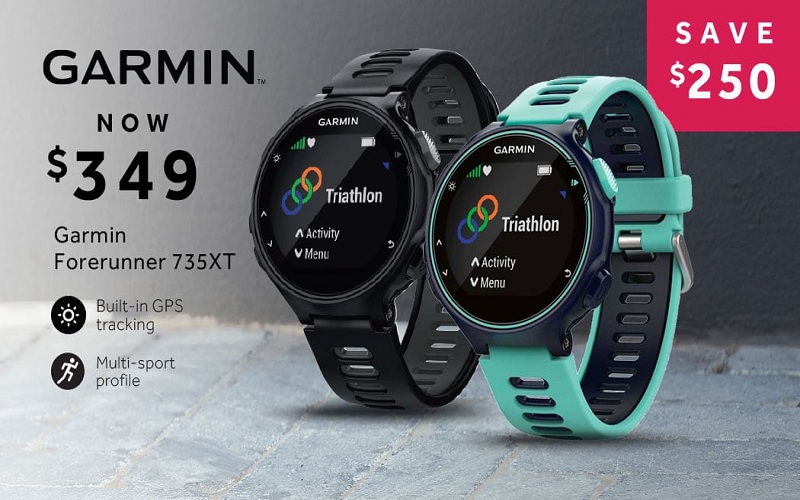 GARMIN™
NOW
$349
Garmin
Forerunner 735XT
Built-in GPS
tracking
Multi-sport
profile
GARMIN
Triathlon
Activity
Menu
GARMIN
Triathlon
Activity
Menu
SAVE
$250